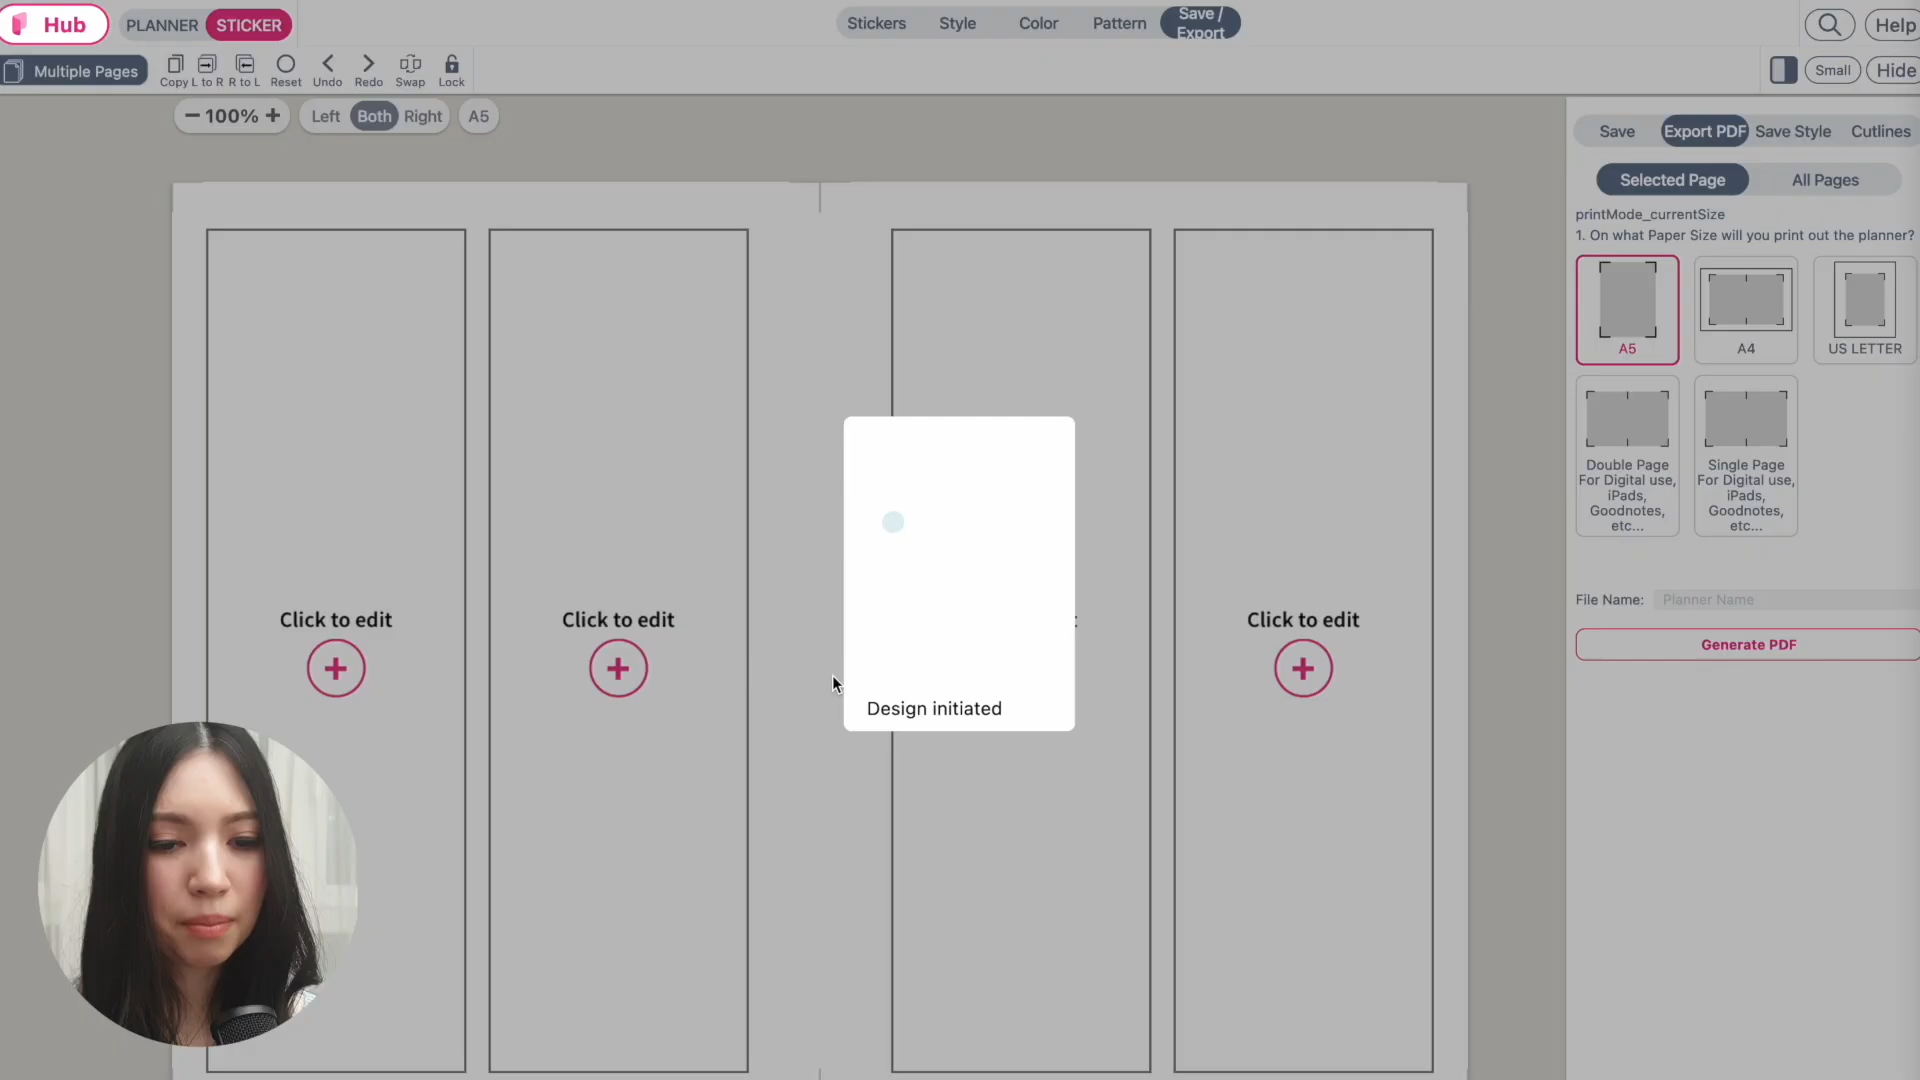 Hub
PLANNER
STICKER
Stickers
Style
Color
Pattern
Save /
Export
Help
Multiple Pages
Copy
L to R
R to L
Reset
Undo
Redo
Swap
Lock
Small
Hide
100%
Left
Both
Right
A5
Save
Export PDF
Save Style
Cutlines
Selected Page
All Pages
printMode_currentSize
1. On what Paper Size will you print out the planner?
A5
A4
US LETTER
Double Page
For Digital use,
iPads,
Goodnotes,
etc...
Single Page
For Digital use,
iPads,
Goodnotes,
etc...
File Name:
Planner Name
Generate PDF
Click to edit
Click to edit
Click to edit
Design initiated